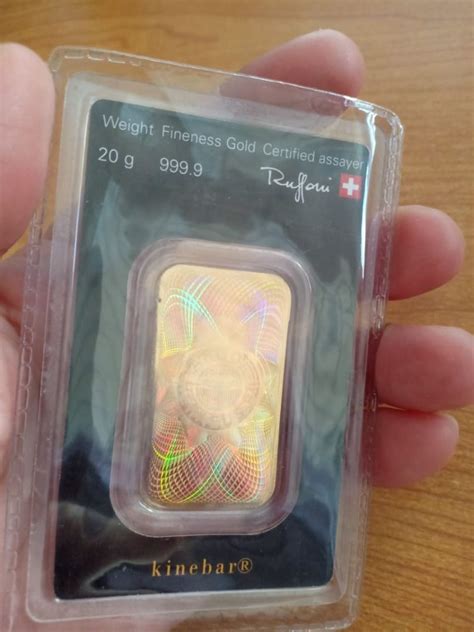 Weight Fineness Gold Certified assayer
20 g 999.9 Ruffoni
kinebar®